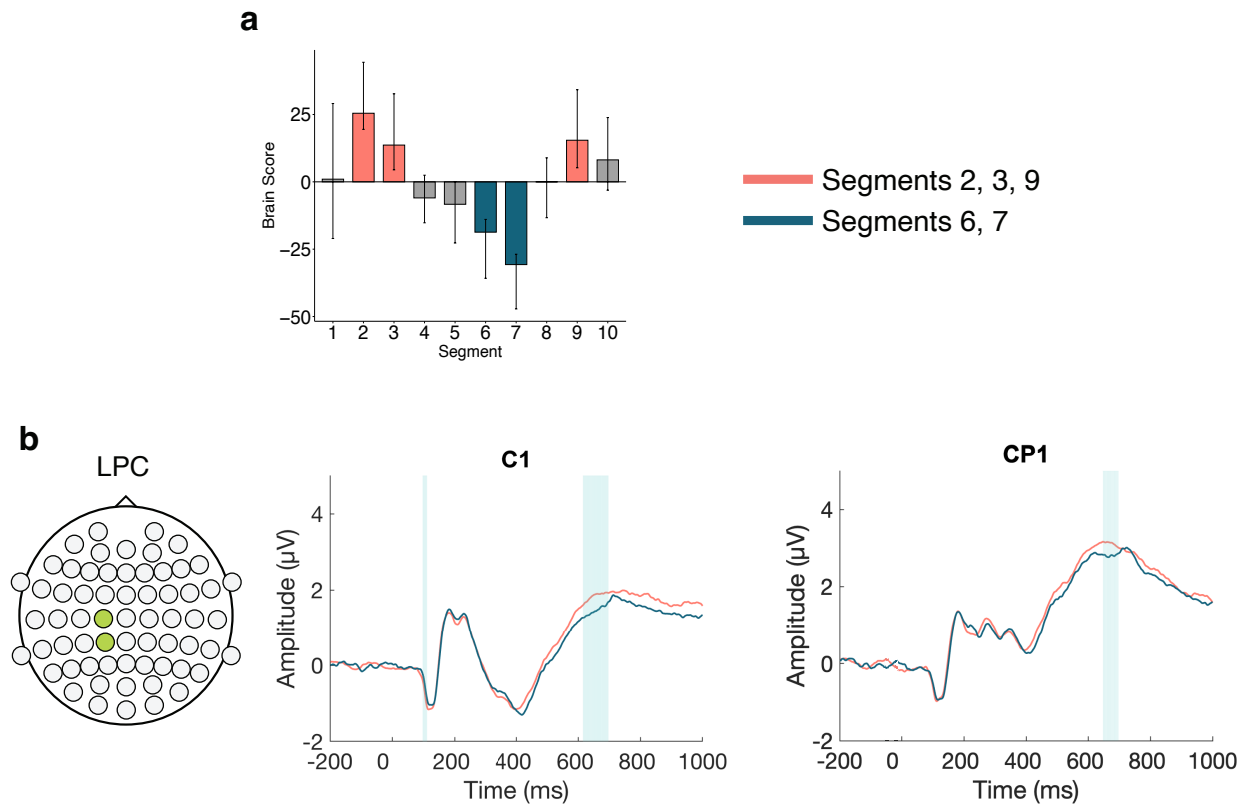 a
25
0
−25
−50
Brain Score
1 2 3 4 5 6 7 8 9 10
Segment
Segments 2, 3, 9
Segments 6, 7
b
LPC
C1
4
2
0
-2
Amplitude (µV)
-200 0 200 400 600 800 1000
Time (ms)
CP1
4
2
0
-2
Amplitude (µV)
-200 0 200 400 600 800 1000
Time (ms)